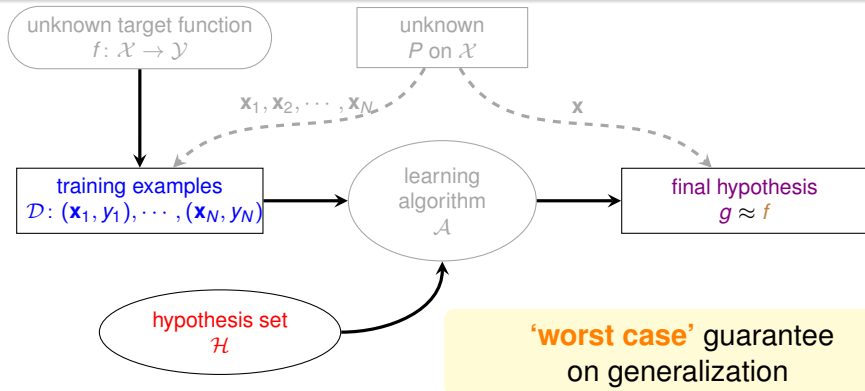 unknown target function
f: 𝒳 → 𝒴
unknown
P on 𝒳
x₁, x₂, ⋯ , x_N
x
training examples
𝒟: (x₁, y₁), ⋯ , (x_N, y_N)
learning
algorithm
𝒜
final hypothesis
g ≈ f
hypothesis set
ℋ
‘worst case’ guarantee
on generalization